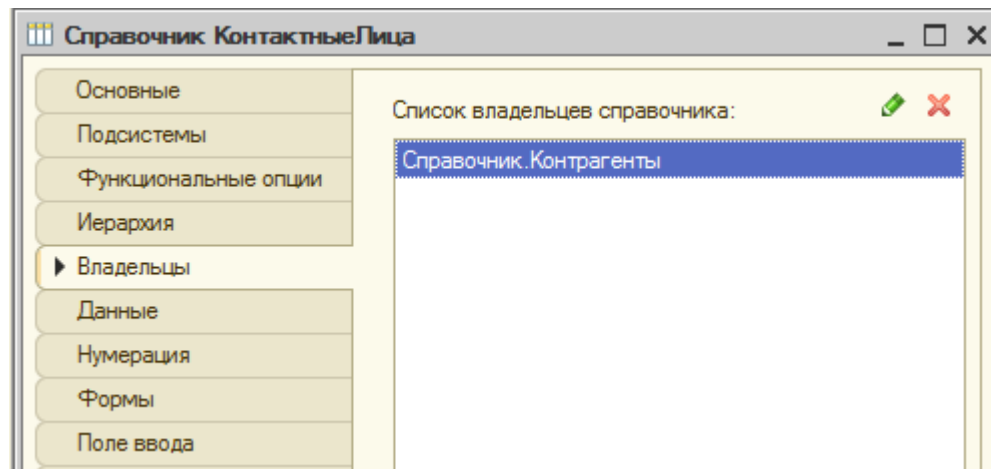 Справочник КонтактныеЛица
Основные
Подсистемы
Функциональные опции
Иерархия
Владельцы
Данные
Нумерация
Формы
Поле ввода
Список владельцев справочника:
Справочник.Контрагенты